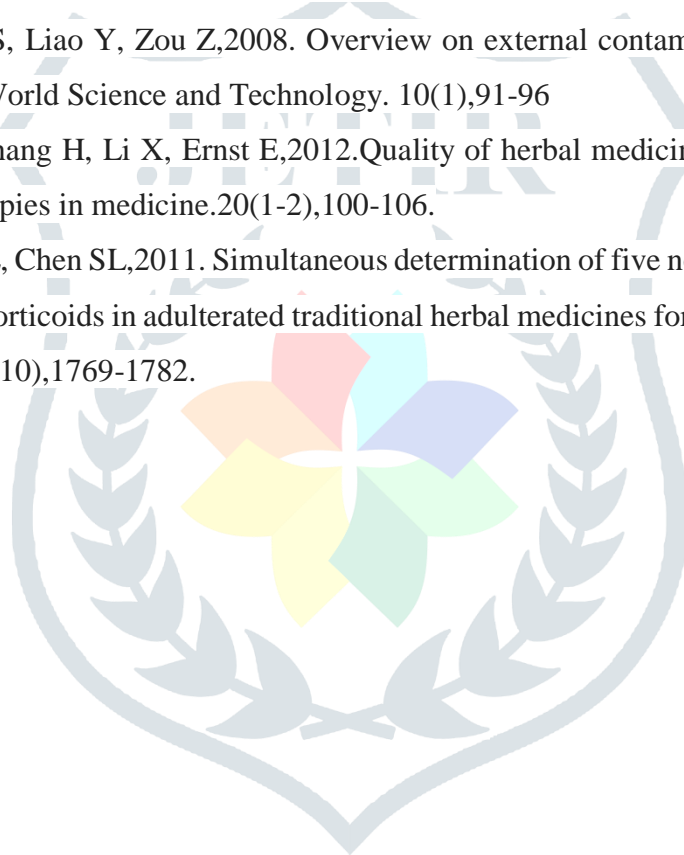 S, Liao Y, Zou Z,2008. Overview on external contam
World Science and Technology. 10(1),91-96
hang H, Li X, Ernst E,2012.Quality of herbal medicin
pies in medicine.20(1-2),100-106.
, Chen SL,2011. Simultaneous determination of five n
orticoids in adulterated traditional herbal medicines for
10),1769-1782.